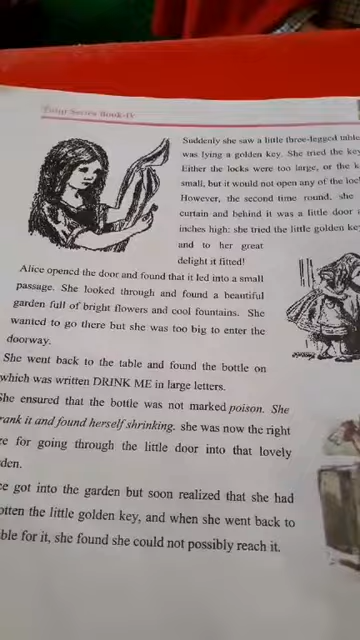 Tulip Series Book-IV
Suddenly she saw a little three-legged table
was lying a golden key. She tried the key
Either the locks were too large, or the k
small, but it would not open any of the loc
However, the second time round, she
curtain and behind it was a little door
inches high: she tried the little golden key
and to her great
delight it fitted!
Alice opened the door and found that it led into a small
passage. She looked through and found a beautiful
garden full of bright flowers and cool fountains. She
wanted to go there but she was too big to enter the
doorway.
She went back to the table and found the bottle on
which was written DRINK ME in large letters.
She ensured that the bottle was not marked poison. She
rank it and found herself shrinking. she was now the right
ze for going through the little door into that lovely
den.
ce got into the garden but soon realized that she had
otten the little golden key, and when she went back to
ble for it, she found she could not possibly reach it.